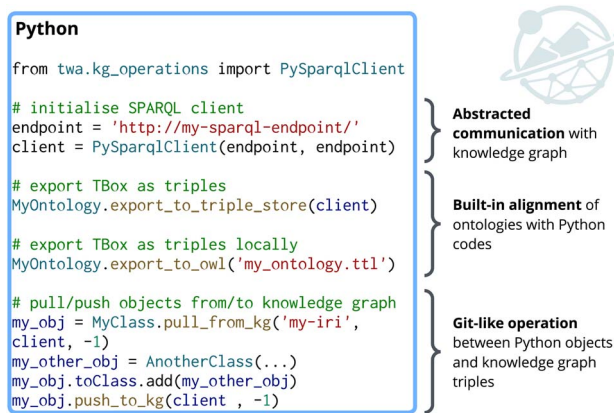 Python
from twa.kg_operations import PySparqlClient
# initialise SPARQL client
endpoint = 'http://my-sparql-endpoint/'
client = PySparqlClient(endpoint, endpoint)
# export TBox as triples
MyOntology.export_to_triple_store(client)
# export TBox as triples locally
MyOntology.export_to_owl('my_ontology.ttl')
# pull/push objects from/to knowledge graph
my_obj = MyClass.pull_from_kg('my-iri',
client, -1)
my_other_obj = AnotherClass(...)
my_obj.toClass.add(my_other_obj)
my_obj.push_to_kg(client , -1)
Abstracted
communication with
knowledge graph
Built-in alignment of
ontologies with Python
codes
Git-like operation
between Python objects
and knowledge graph
triples